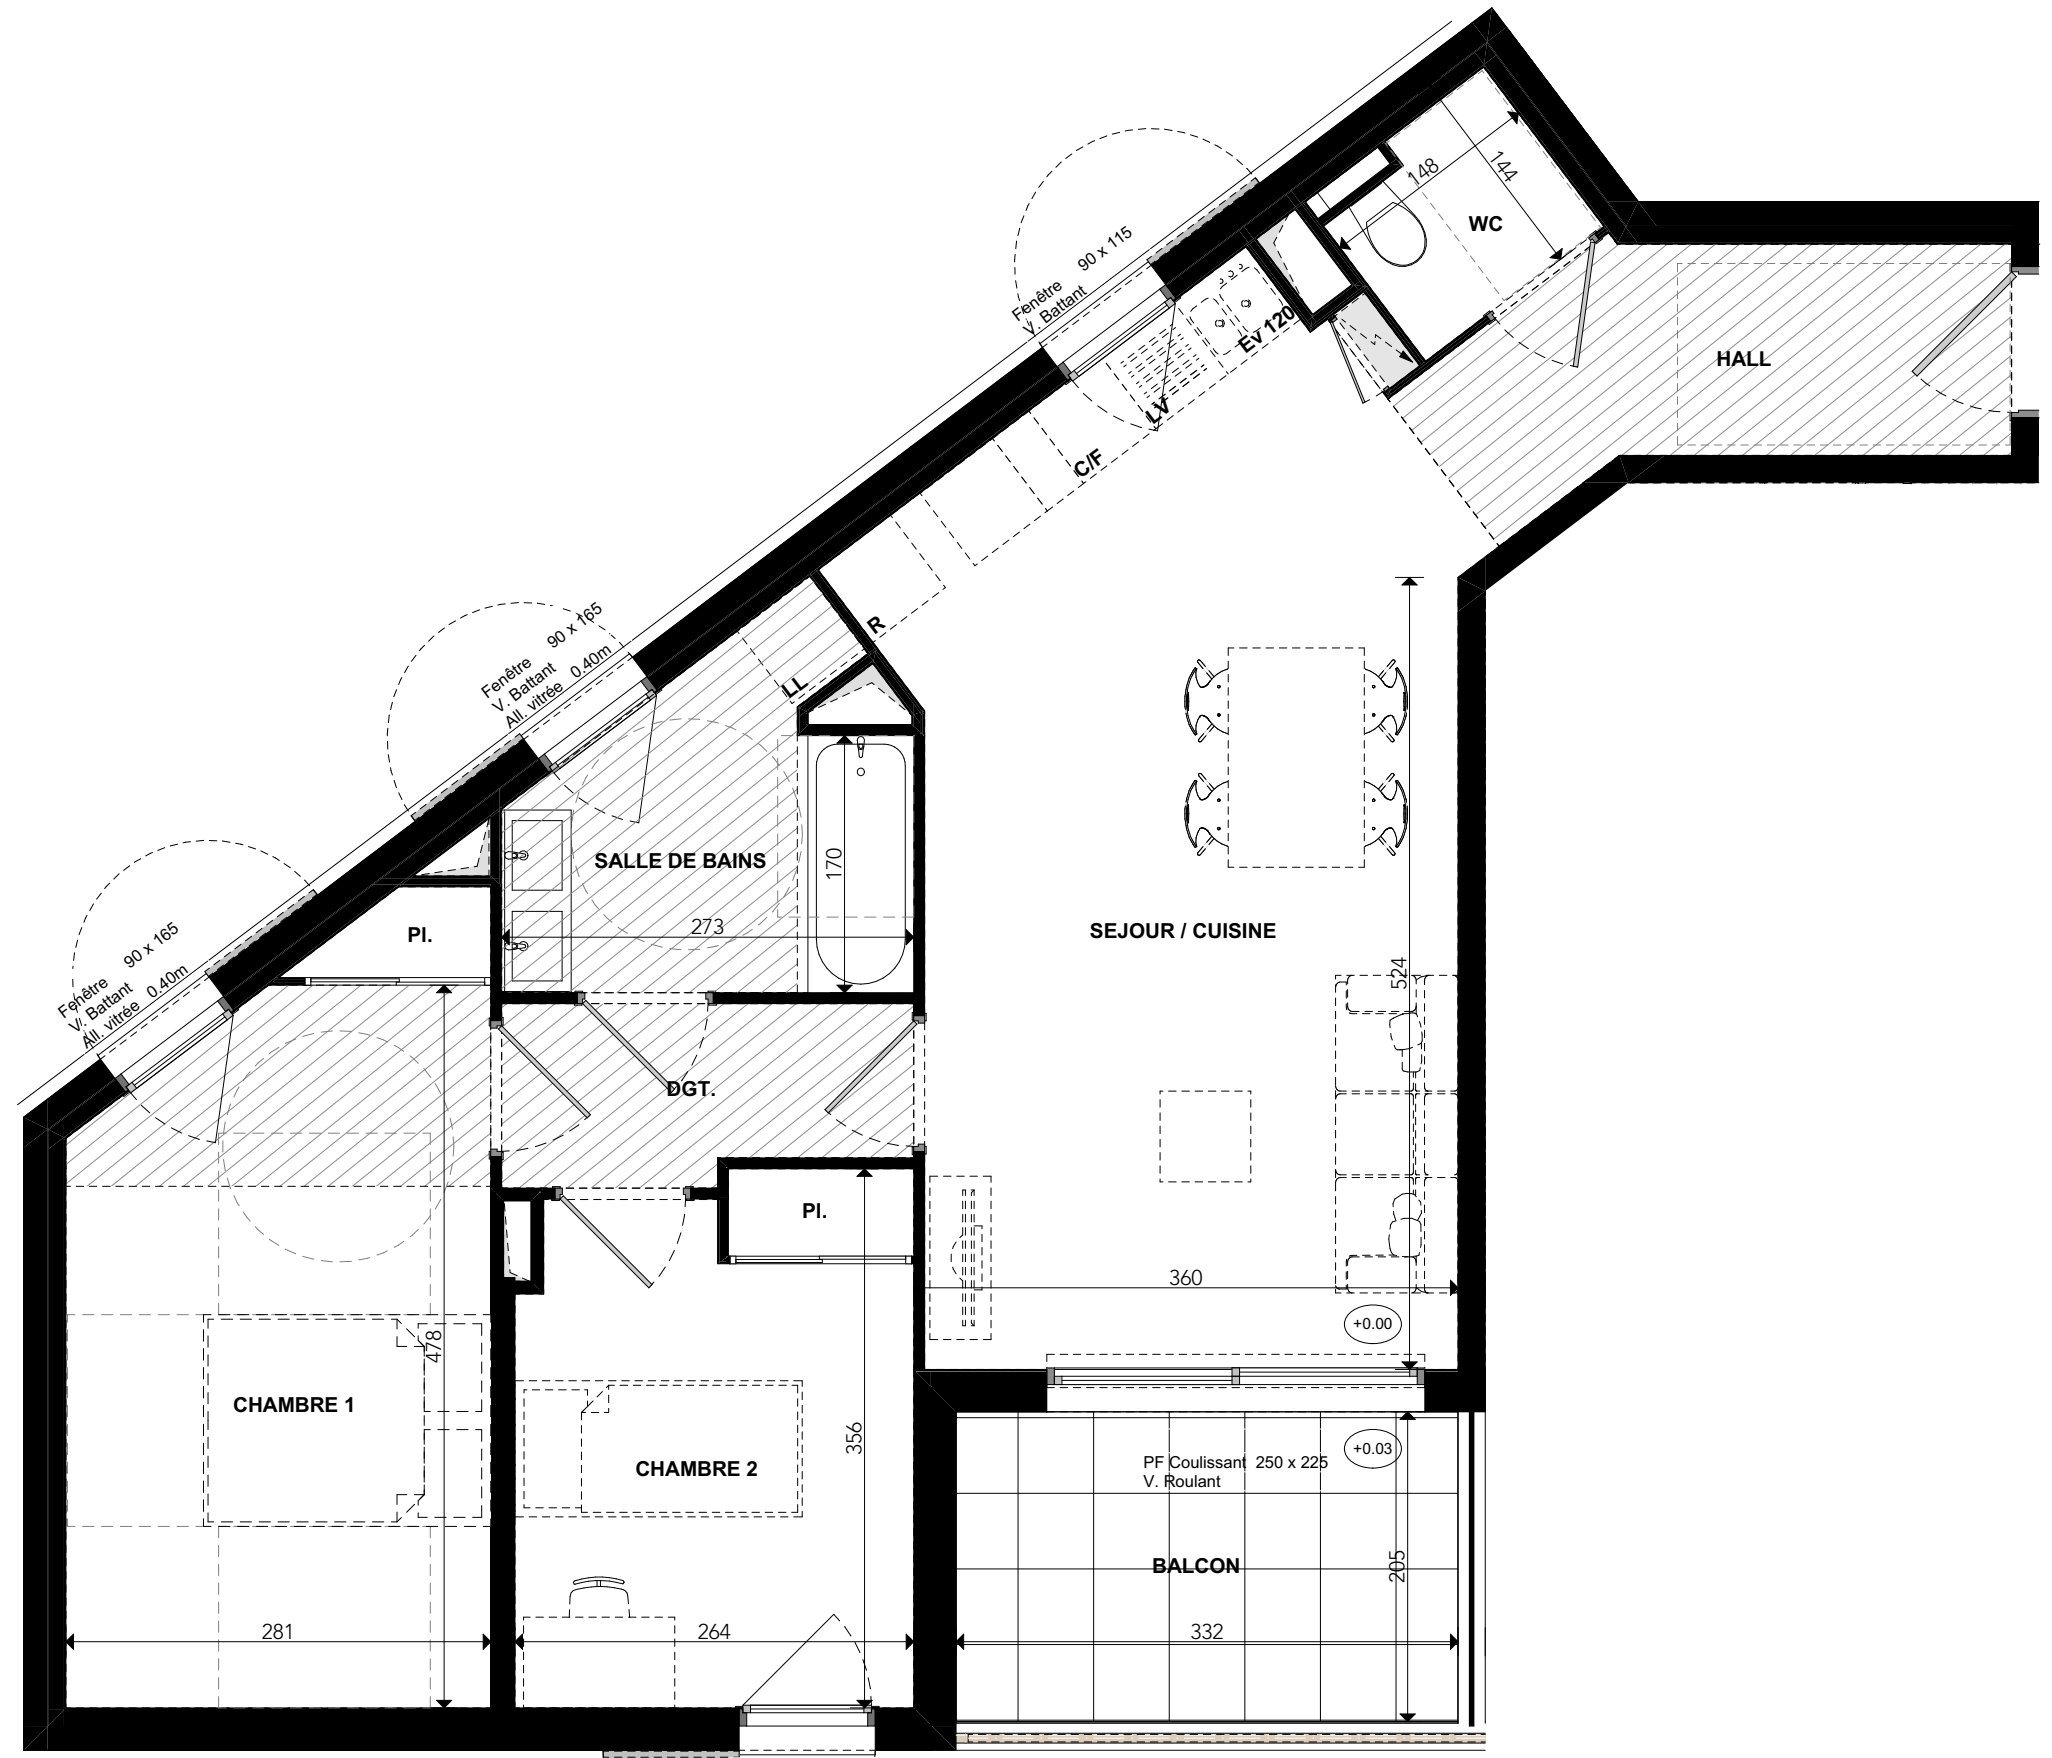 148
144
WC
Fenêtre 90 x 115
V. Battant
Ev 120
HALL
LV
C/F
R
LL
Fenêtre 90 x 165
V. Battant
All. vitrée 0.40m
SALLE DE BAINS
170
273
Pl.
Fenêtre 90 x 165
V. Battant
All. vitrée 0.40m
SEJOUR / CUISINE
524
DGT.
Pl.
360
+0.00
478
CHAMBRE 1
356
CHAMBRE 2
+0.03
PF Coulissant 250 x 225
V. Roulant
BALCON
205
281
264
332